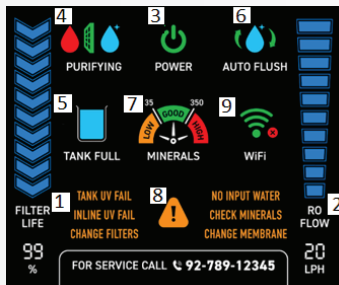 4
3
6
PURIFYING
POWER
AUTO FLUSH
5
7
35
350
LOW
GOOD
HIGH
9
TANK FULL
MINERALS
WiFi
1
8
2
TANK UV FAIL
INLINE UV FAIL
CHANGE FILTERS
!
NO INPUT WATER
CHECK MINERALS
CHANGE MEMBRANE
FILTER
LIFE
99
%
RO
FLOW
20
LPH
FOR SERVICE CALL 92-789-12345